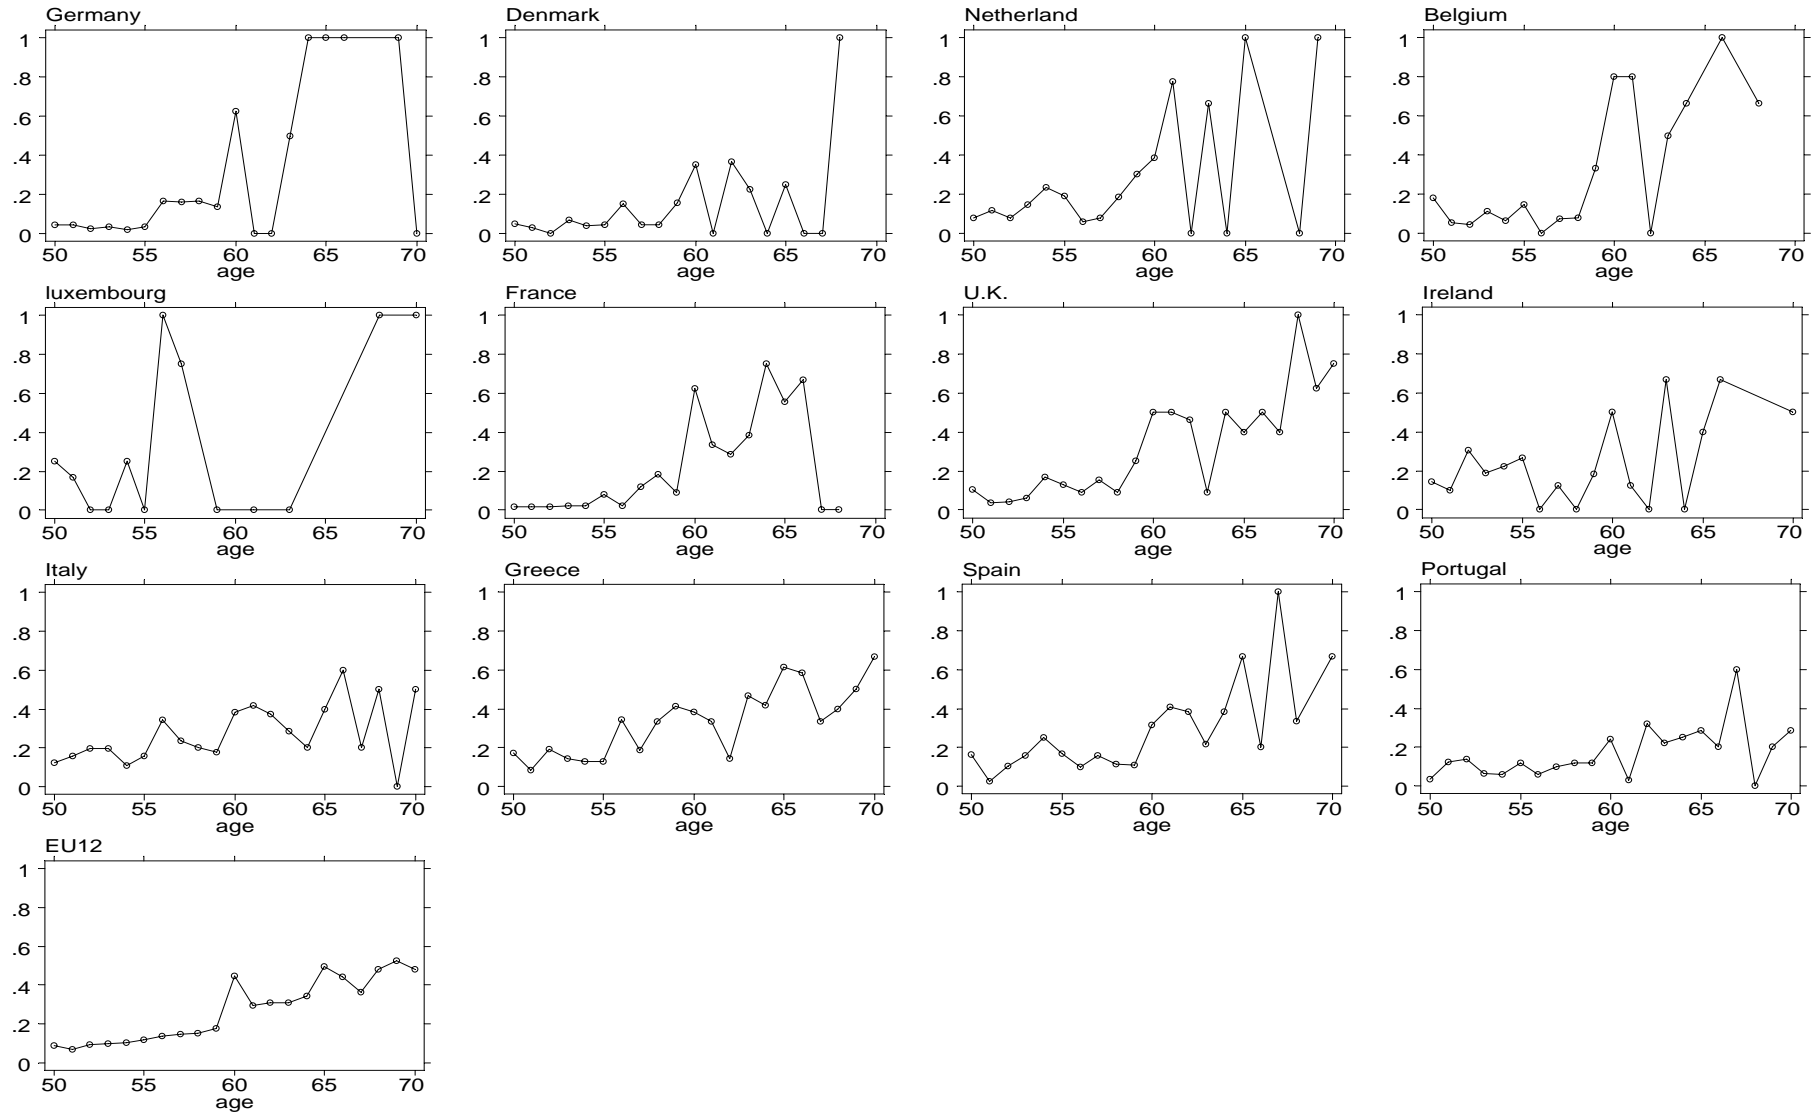 Germany Denmark Netherland Belgium
1 1 1 1
.8 .8 .8 .8
.6 .6 .6 .6
.4 .4 .4 .4
.2 .2 .2 .2
0 0 0 0
50 55 60 65 70 50 55 60 65 70 50 55 60 65 70 50 55 60 65 70
age age age age
luxembourg France U.K. Ireland
1 1 1 1
.8 .8 .8 .8
.6 .6 .6 .6
.4 .4 .4 .4
.2 .2 .2 .2
0 0 0 0
50 55 60 65 70 50 55 60 65 70 50 55 60 65 70 50 55 60 65 70
age age age age
Italy Greece Spain Portugal
1 1 1 1
.8 .8 .8 .8
.6 .6 .6 .6
.4 .4 .4 .4
.2 .2 .2 .2
0 0 0 0
50 55 60 65 70 50 55 60 65 70 50 55 60 65 70 50 55 60 65 70
age age age age
EU12
1
.8
.6
.4
.2
0
50 55 60 65 70
age